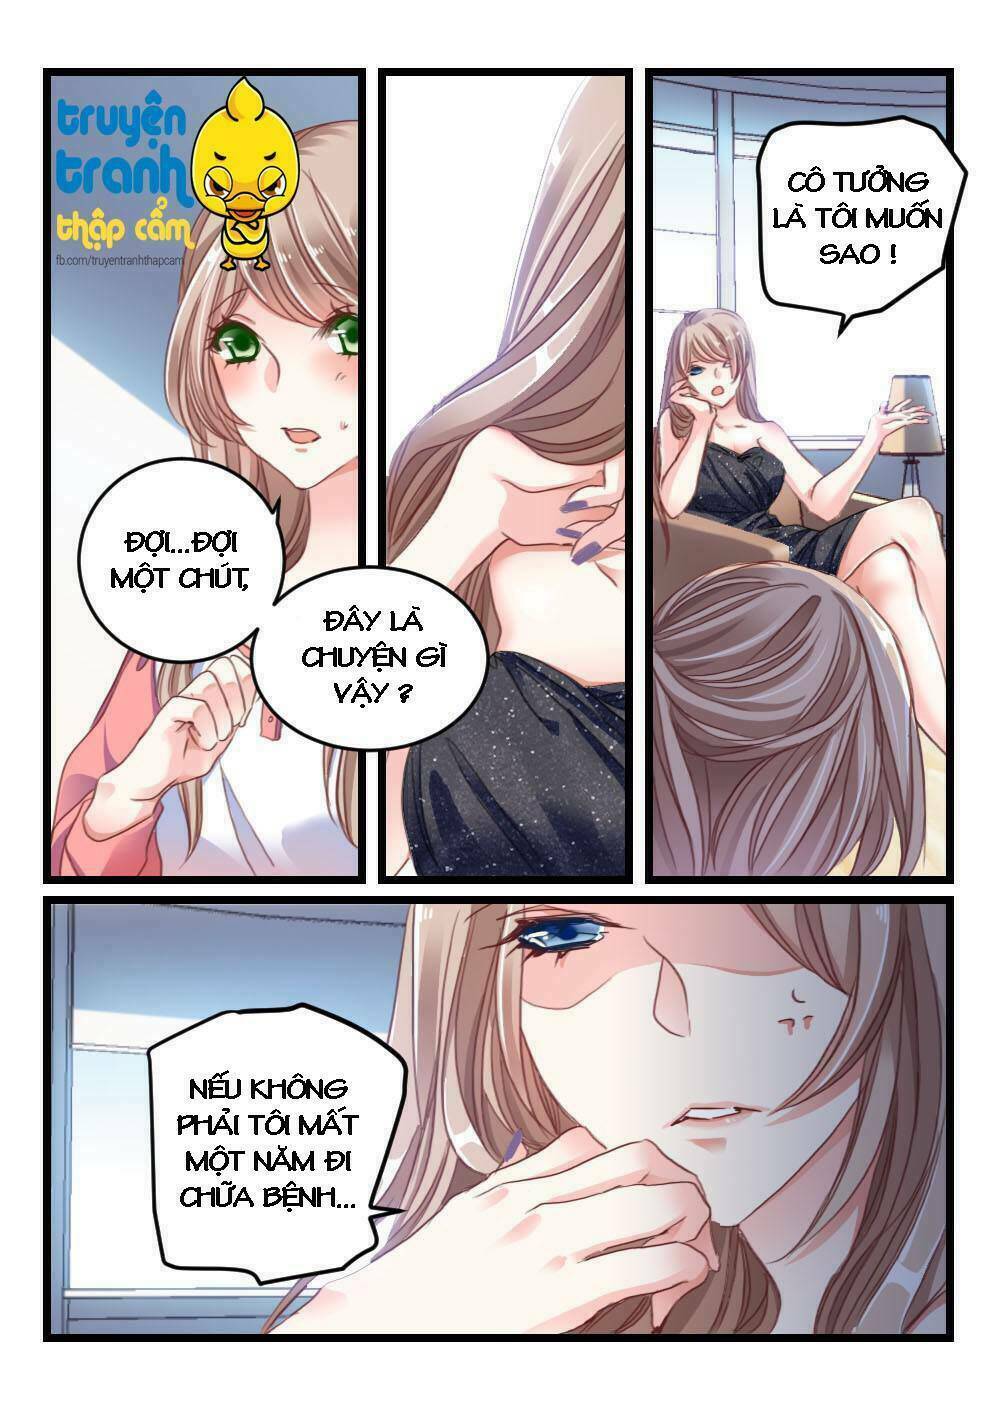 truyện
tranh
thập cẩm
fb.com/truyentranhthapcam
ĐỢI...ĐỢI
MỘT CHÚT,
ĐÂY LÀ
CHUYỆN GÌ
VẬY ?
CÔ TƯỞNG
LÀ TÔI MUỐN
SAO !
NẾU KHÔNG
PHẢI TÔI MẤT
MỘT NĂM ĐI
CHỮA BỆNH...